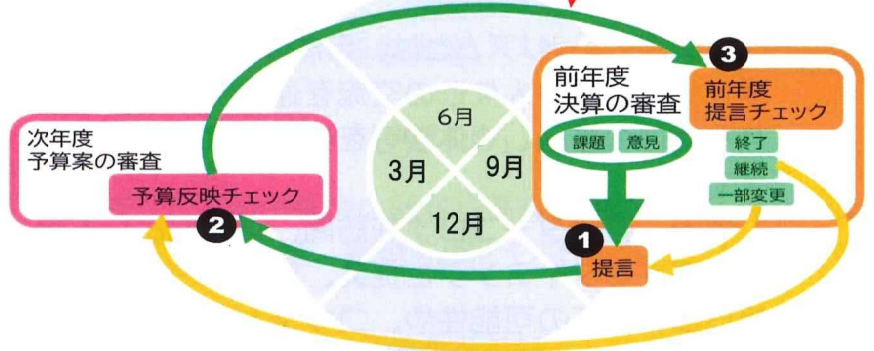 次年度
予算案の審査
予算反映チェック
2
6月
3月
9月
12月
3
前年度
決算の審査
課題
意見
前年度
提言チェック
終了
継続
一部変更
1
提言